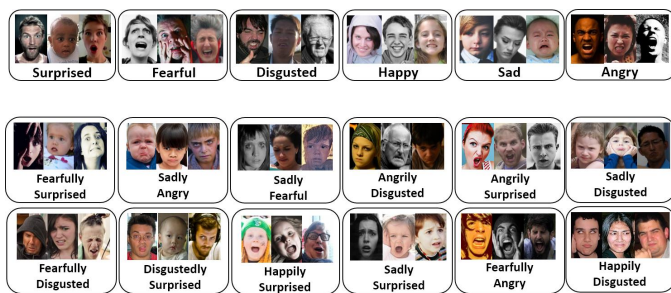 Surprised
Fearful
Disgusted
Happy
Sad
Angry
Fearfully
Surprised
Sadly
Angry
Sadly
Fearful
Angrily
Disgusted
Angrily
Surprised
Sadly
Disgusted
Fearfully
Disgusted
Disgustedly
Surprised
Happily
Surprised
Sadly
Surprised
Fearfully
Angry
Happily
Disgusted